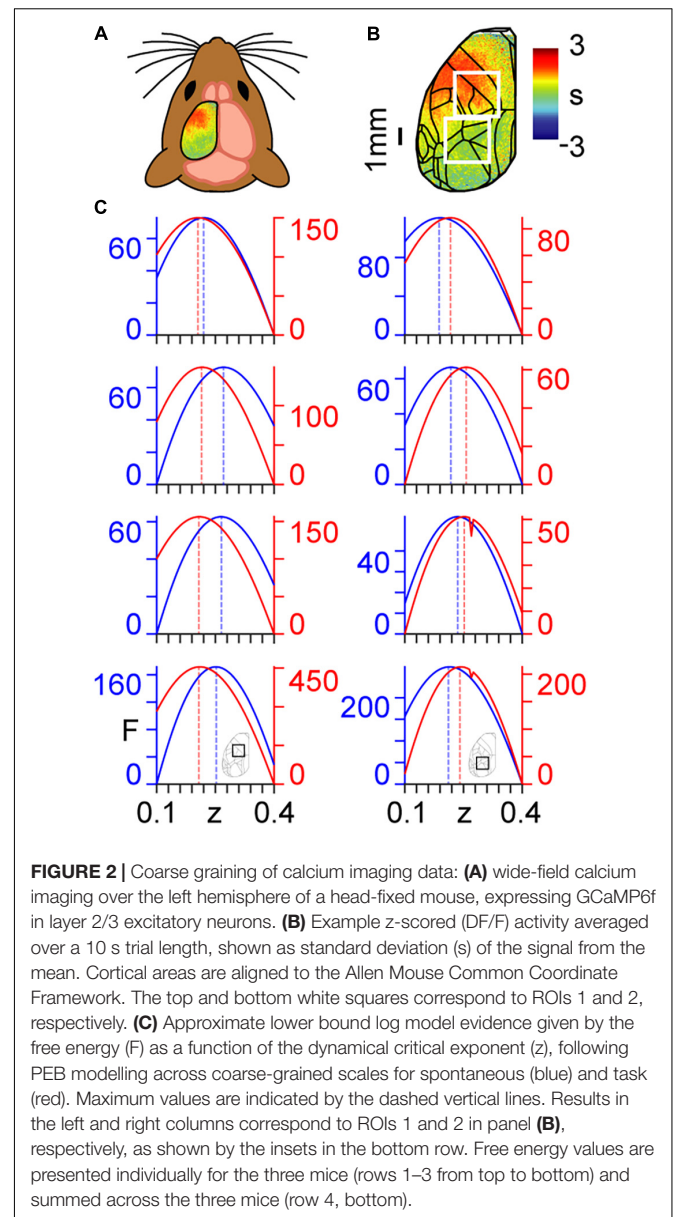 A
B
3
s
-3
1mm
C
60
0
150
0
80
0
80
0
60
0
100
0
60
0
60
0
60
0
150
0
40
0
50
0
160
0
F
450
0
200
0
200
0
0.1 z 0.4
0.1 z 0.4
FIGURE 2 | Coarse graining of calcium imaging data: (A) wide-field calcium
imaging over the left hemisphere of a head-fixed mouse, expressing GCaMP6f
in layer 2/3 excitatory neurons. (B) Example z-scored (DF/F) activity averaged
over a 10 s trial length, shown as standard deviation (s) of the signal from the
mean. Cortical areas are aligned to the Allen Mouse Common Coordinate
Framework. The top and bottom white squares correspond to ROIs 1 and 2,
respectively. (C) Approximate lower bound log model evidence given by the
free energy (F) as a function of the dynamical critical exponent (z), following
PEB modelling across coarse-grained scales for spontaneous (blue) and task
(red). Maximum values are indicated by the dashed vertical lines. Results in
the left and right columns correspond to ROIs 1 and 2 in panel (B),
respectively, as shown by the insets in the bottom row. Free energy values are
presented individually for the three mice (rows 1–3 from top to bottom) and
summed across the three mice (row 4, bottom).